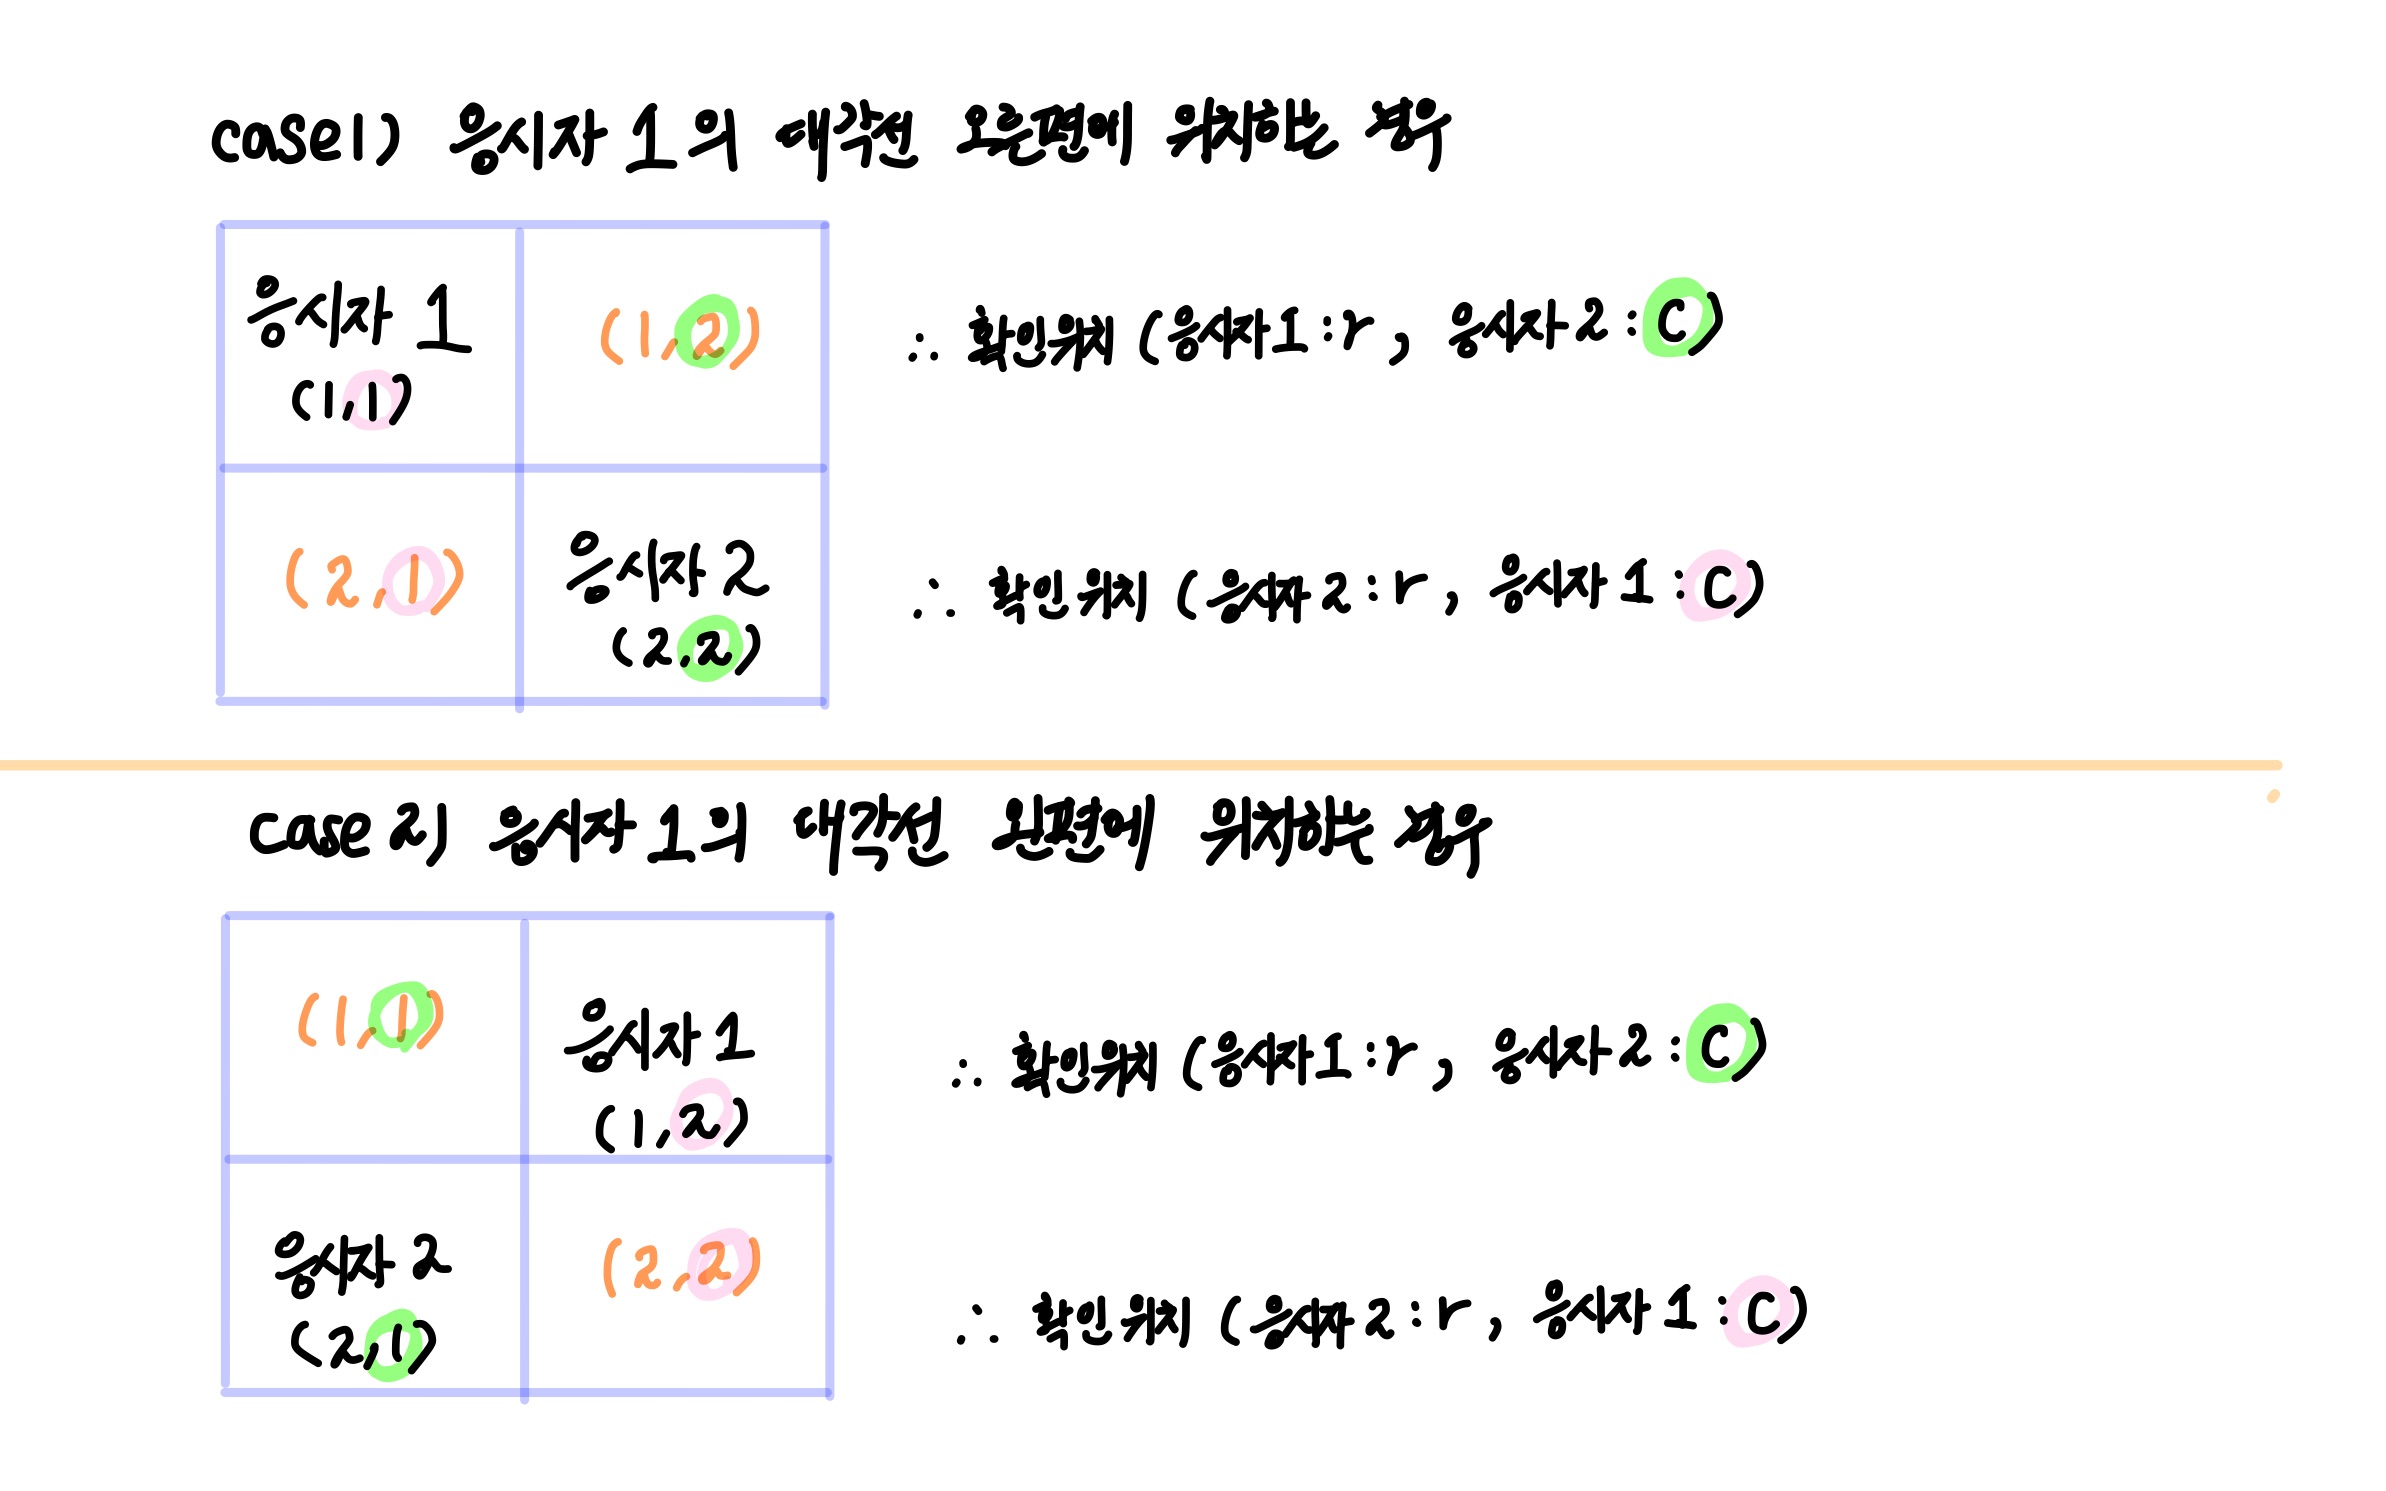 case1) 응시자 1의 대각선 오른편에 위치하는 경우
응시자 1
(1,1)
(1,2)
∴ 확인위치 (응시자1:r, 응시자2:c)
(2,1)
응시자 2
(2,2)
∴ 확인위치 (응시자2:r, 응시자1:c)
case2) 응시자 1의 대각선 왼편에 위치하는 경우
(1,1)
응시자 1
(1,2)
∴ 확인위치 (응시자1:r, 응시자2:c)
응시자 2
(2,1)
(2,2)
∴ 확인위치 (응시자2:r, 응시자1:c)